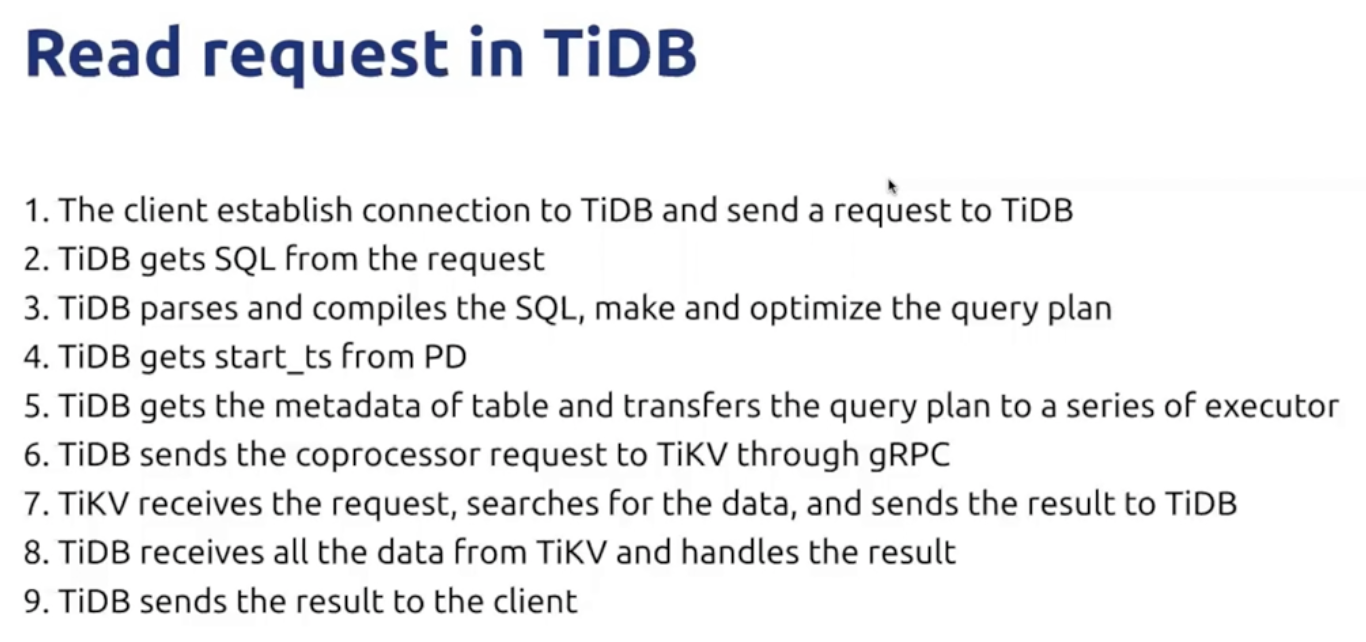 Read request in TiDB
1. The client establish connection to TiDB and send a request to TiDB
2. TiDB gets SQL from the request
3. TiDB parses and compiles the SQL, make and optimize the query plan
4. TiDB gets start_ts from PD
5. TiDB gets the metadata of table and transfers the query plan to a series of executor
6. TiDB sends the coprocessor request to TiKV through gRPC
7. TiKV receives the request, searches for the data, and sends the result to TiDB
8. TiDB receives all the data from TiKV and handles the result
9. TiDB sends the result to the client